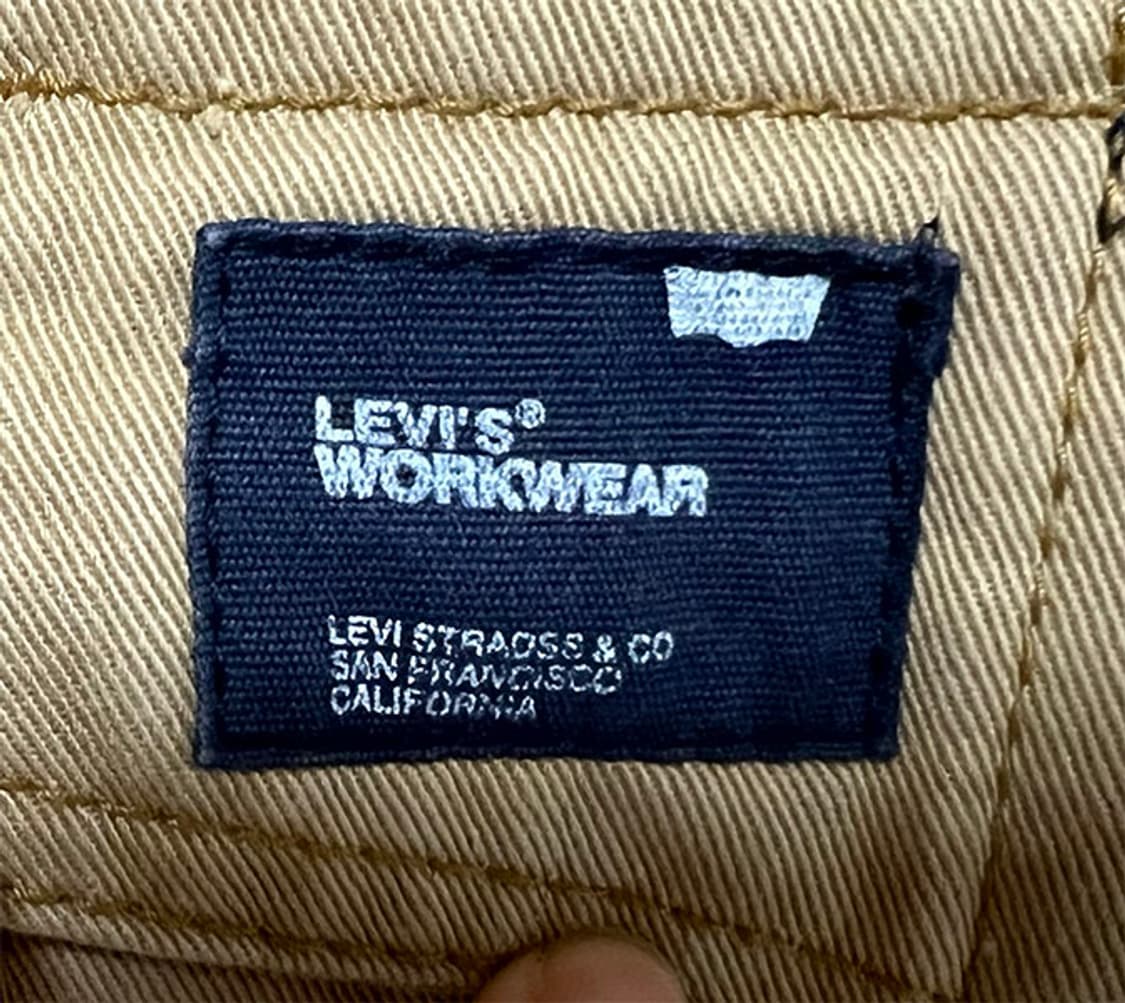 LEVI'S®
WORKWEAR
LEVI STRAUSS & CO
SAN FRANCISCO
CALIFORNIA